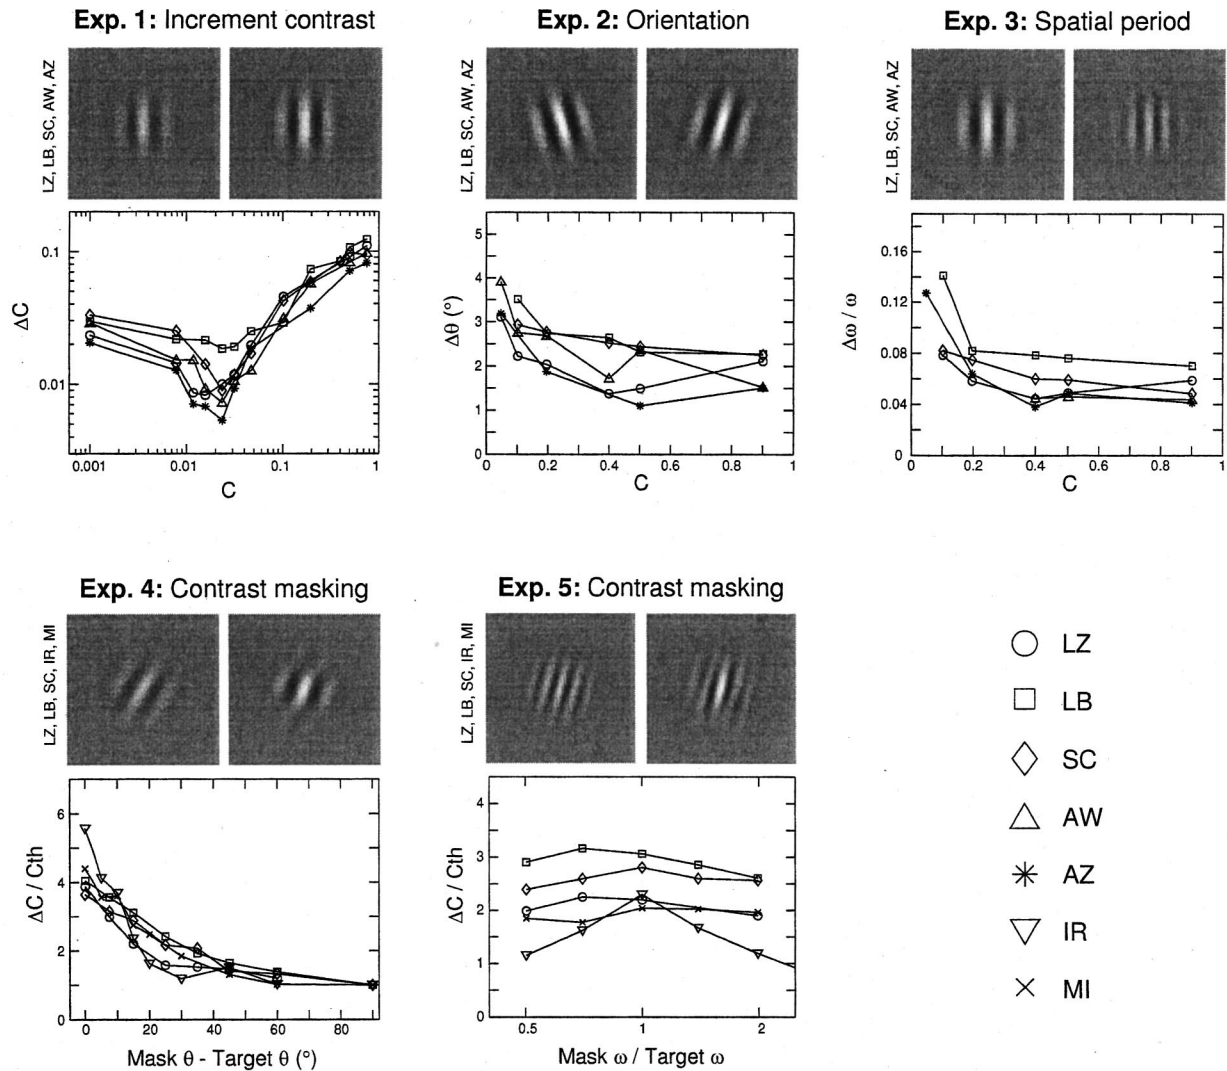 Exp. 1: Increment contrast
LZ, LB, SC, AW, AZ
ΔC
0.1
0.01
0.001 0.01 0.1 1
C
Exp. 2: Orientation
LZ, LB, SC, AW, AZ
Δθ (°)
5
4
3
2
1
0
0 0.2 0.4 0.6 0.8 1
C
Exp. 3: Spatial period
LZ, LB, SC, AW, AZ
Δω / ω
0.16
0.12
0.08
0.04
0
0 0.2 0.4 0.6 0.8 1
C
Exp. 4: Contrast masking
LZ, LB, SC, IR, MI
ΔC / Cth
6
4
2
0
0 20 40 60 80
Mask θ - Target θ (°)
Exp. 5: Contrast masking
LZ, LB, SC, IR, MI
ΔC / Cth
4
3
2
1
0
0.5 1 2
Mask ω / Target ω
LZ
LB
SC
AW
AZ
IR
MI